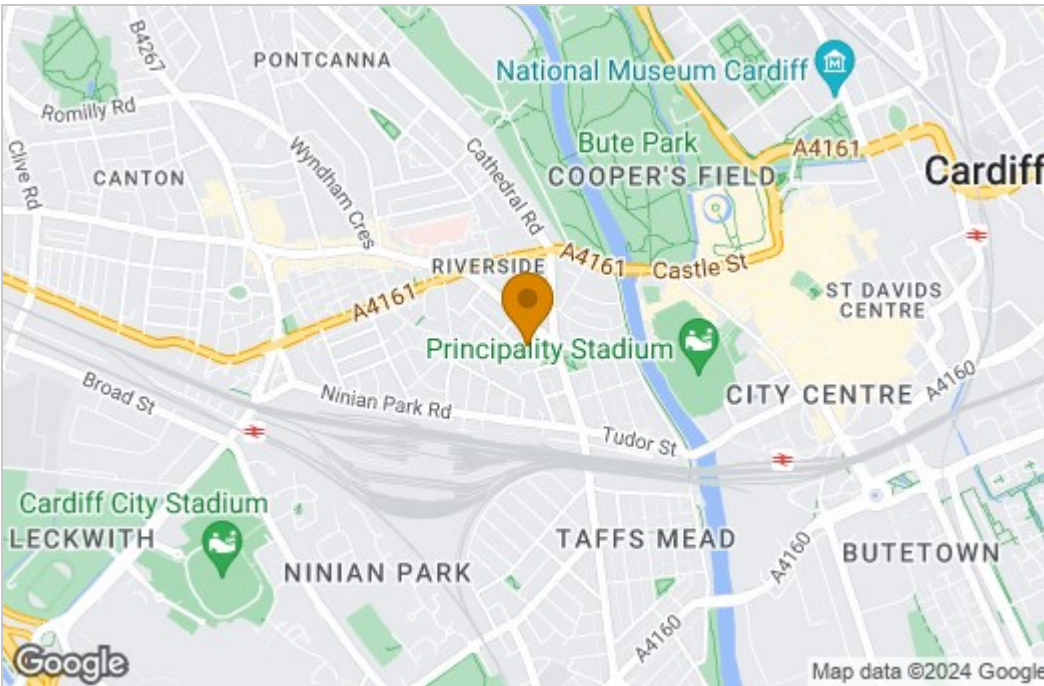 B4267
PONTCANNA
National Museum Cardiff
Romilly Rd
Bute Park
A4161
Clive Rd
Wyndham Cres
Cathedral Rd
COOPER'S FIELD
Cardiff
CANTON
RIVERSIDE
A4161
Castle St
A4161
ST DAVIDS
CENTRE
Principality Stadium
Broad St
Ninian Park Rd
CITY CENTRE
A4160
Tudor St
Cardiff City Stadium
LECKWITH
TAFFS MEAD
A4160
BUTETOWN
NINIAN PARK
A4160
Google
Map data ©2024 Google